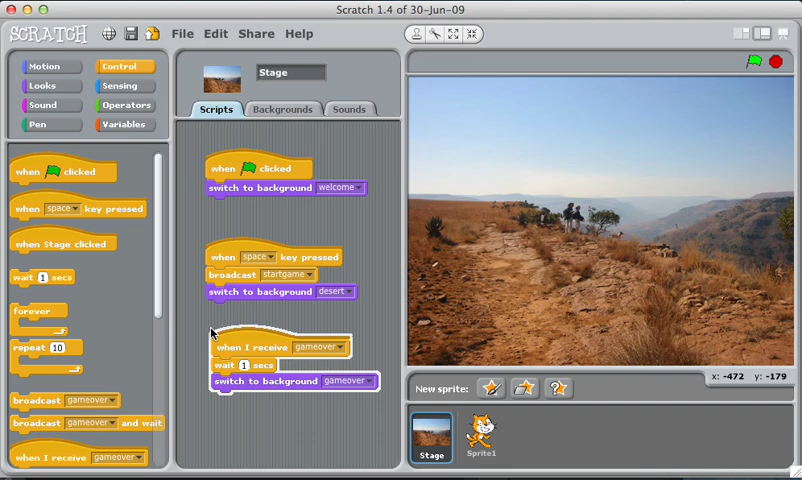 Scratch 1.4 of 30-Jun-09
SCRATCH File Edit Share Help
Motion Control
Looks Sensing
Sound Operators
Pen Variables
when clicked
when space key pressed
when Stage clicked
wait 1 secs
forever
repeat 10
broadcast gameover
broadcast gameover and wait
when I receive gameover
Stage
Scripts Backgrounds Sounds
when clicked
switch to background welcome
when space key pressed
broadcast startgame
switch to background desert
when I receive gameover
wait 1 secs
switch to background gameover
x: -472 y: -179
New sprite:
Stage
Sprite1